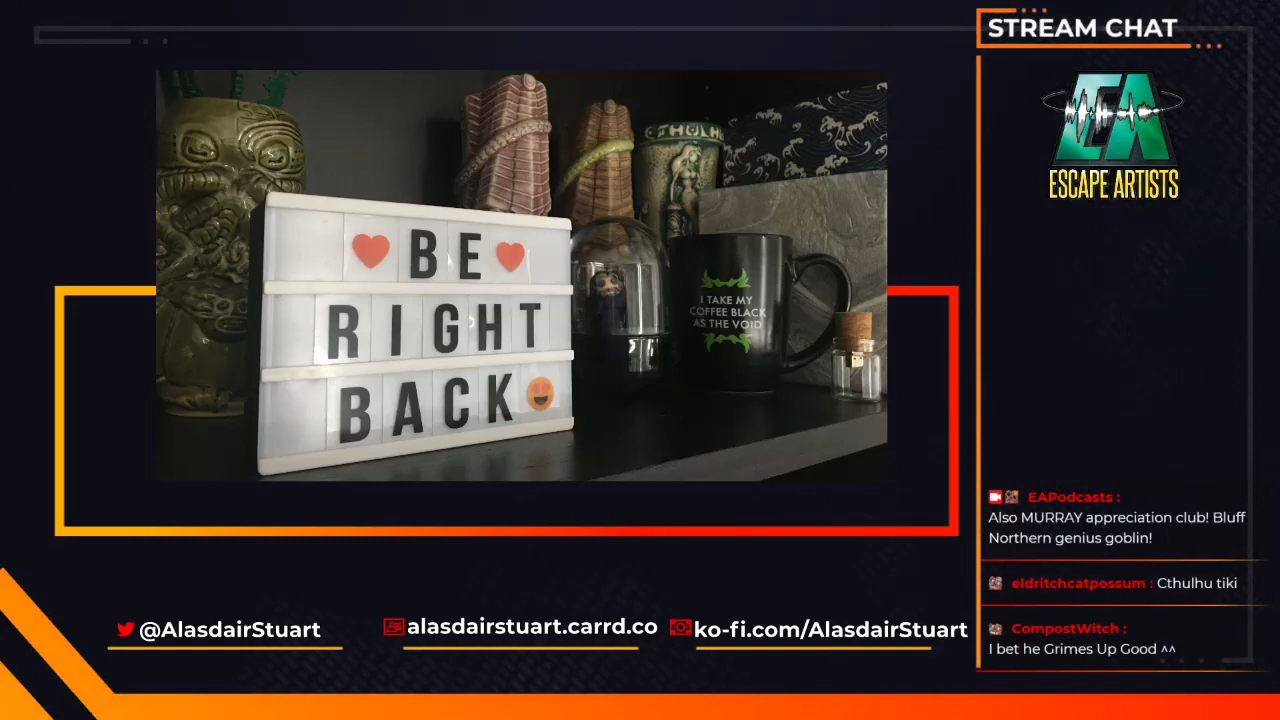 STREAM CHAT
EA
ESCAPE ARTISTS
CTHULHU
BE
RIGHT
BACK
I TAKE MY
COFFEE BLACK
AS THE VOID
EAPodcasts :
Also MURRAY appreciation club! Bluff
Northern genius goblin!
eldritchcatpossum : Cthulhu tiki
CompostWitch :
I bet he Grimes Up Good ^^
@AlasdairStuart
alasdairstuart.carrd.co
ko-fi.com/AlasdairStuart